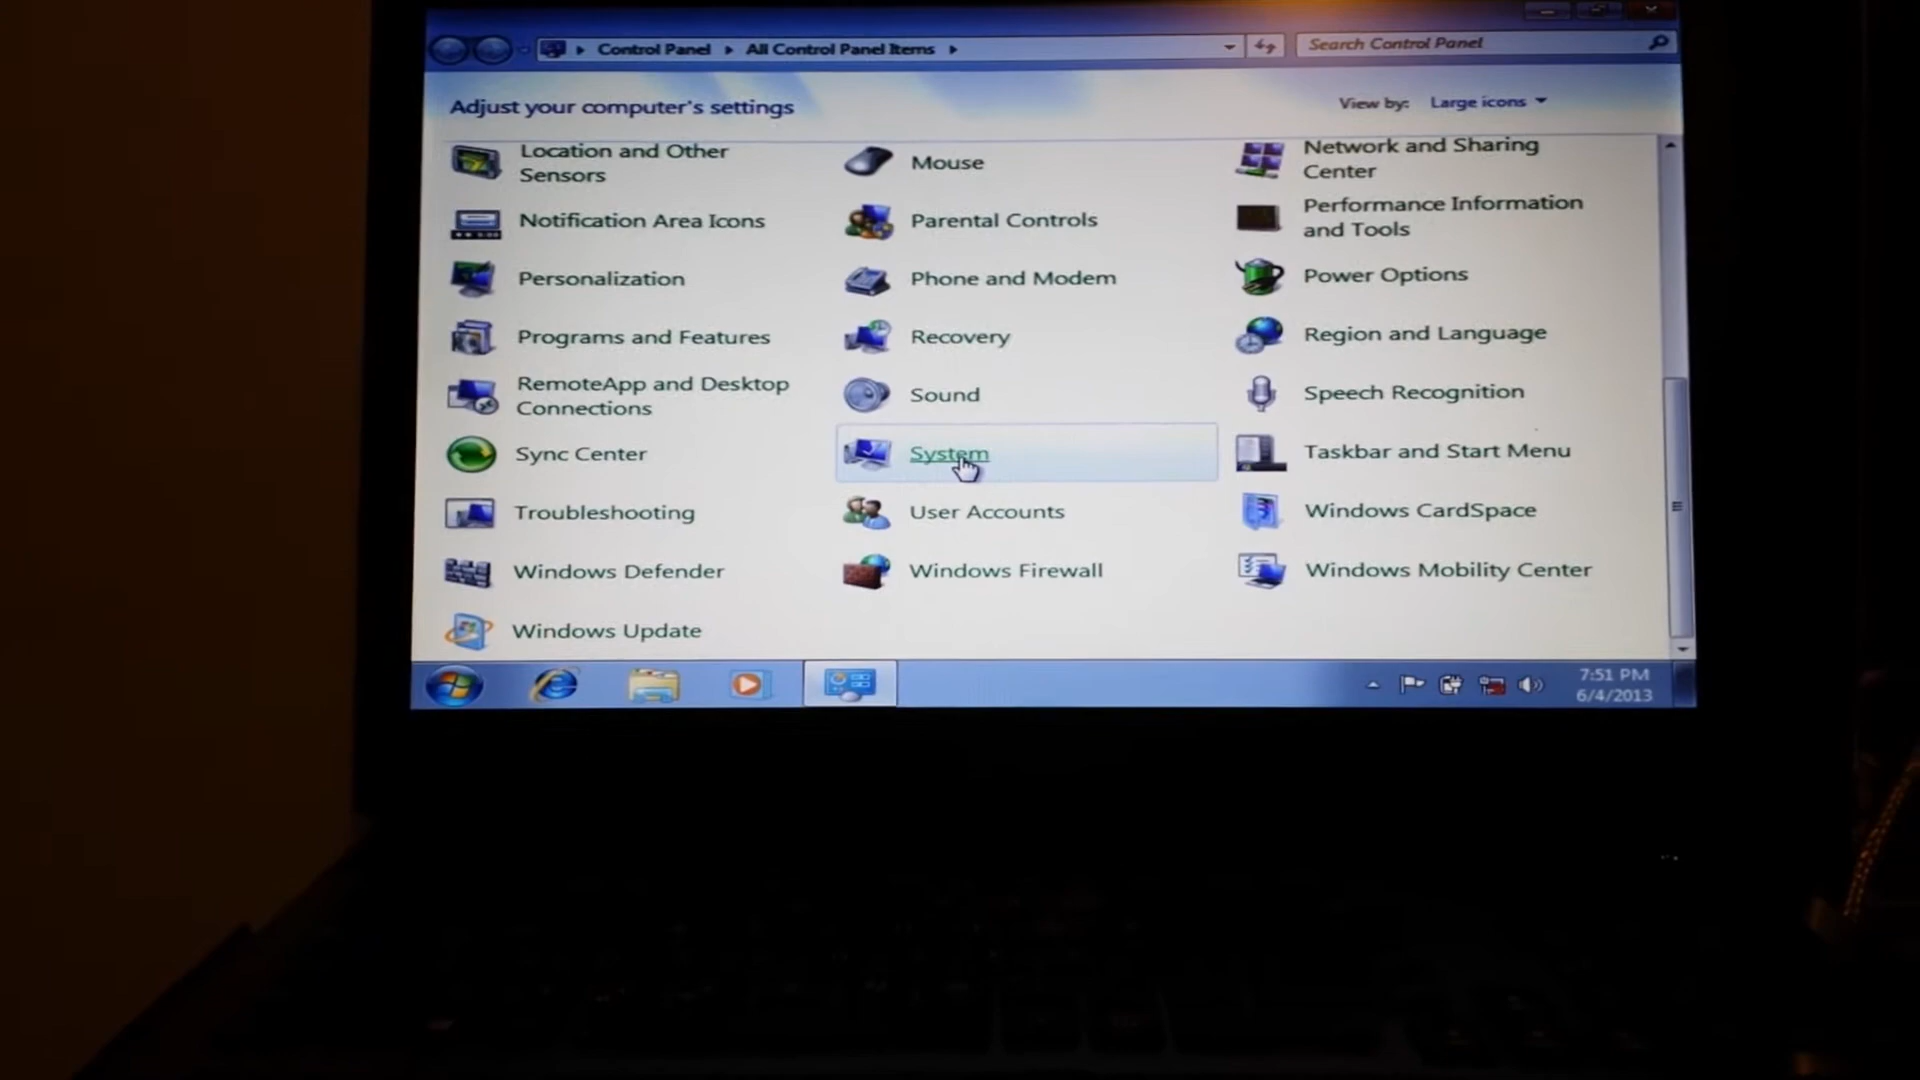 Control Panel
All Control Panel Items
Search Control Panel
Adjust your computer's settings
View by:
Large icons
Location and Other
Sensors
Mouse
Network and Sharing
Center
Notification Area Icons
Parental Controls
Performance Information
and Tools
Personalization
Phone and Modem
Power Options
Programs and Features
Recovery
Region and Language
RemoteApp and Desktop
Connections
Sound
Speech Recognition
Sync Center
System
Taskbar and Start Menu
Troubleshooting
User Accounts
Windows CardSpace
Windows Defender
Windows Firewall
Windows Mobility Center
Windows Update
7:51 PM
6/4/2013